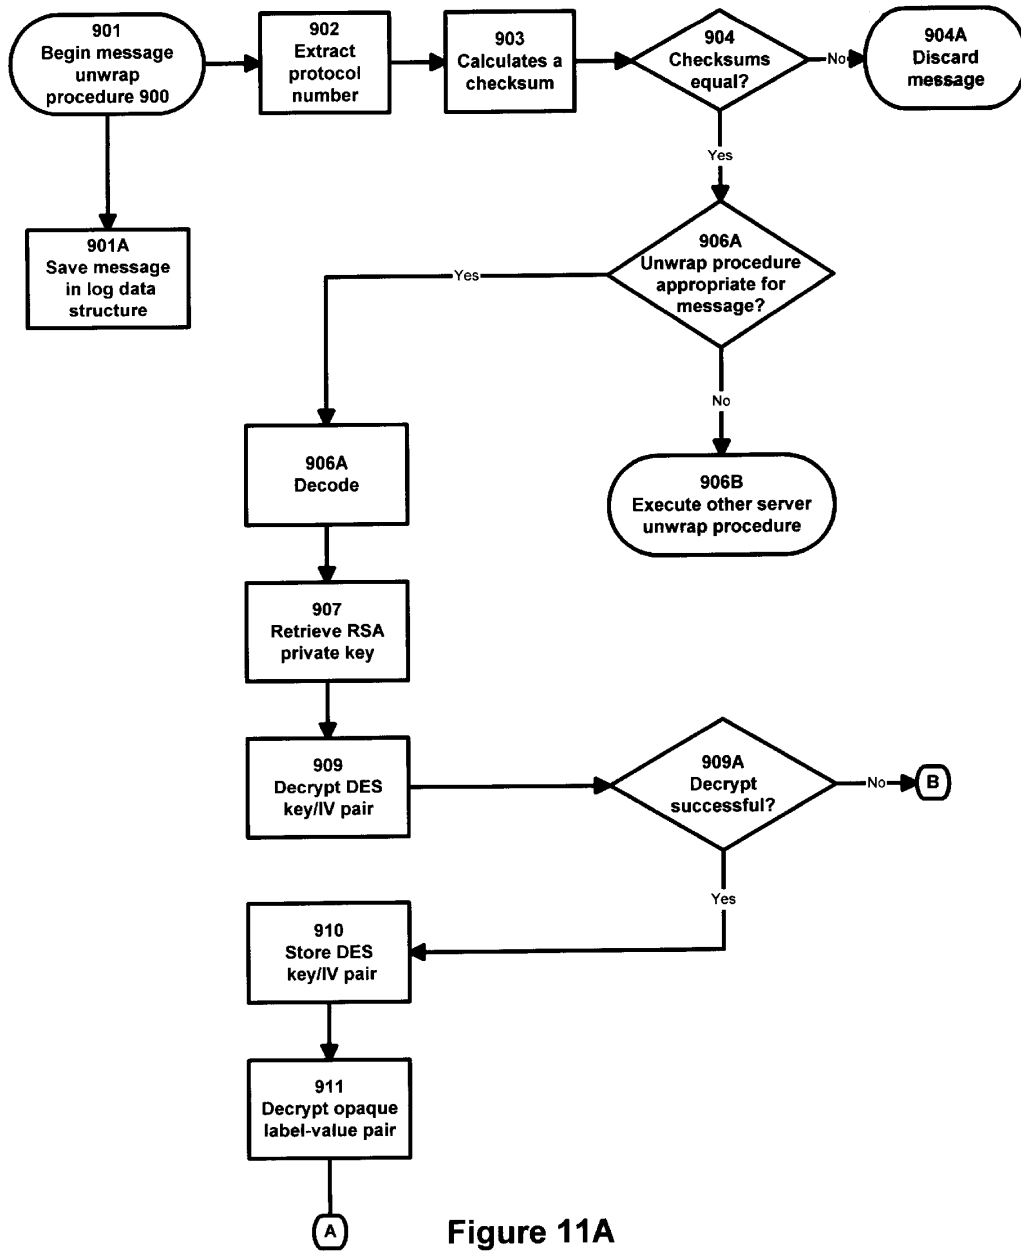 901
Begin message
unwrap
procedure 900
902
Extract
protocol
number
903
Calculates a
checksum
904
Checksums
equal?
No
904A
Discard
message
Yes
901A
Save message
in log data
structure
906A
Unwrap procedure
appropriate for
message?
Yes
No
906A
Decode
906B
Execute other server
unwrap procedure
907
Retrieve RSA
private key
909
Decrypt DES
key/IV pair
909A
Decrypt
successful?
No
B
Yes
910
Store DES
key/IV pair
911
Decrypt opaque
label-value pair
A
Figure 11A